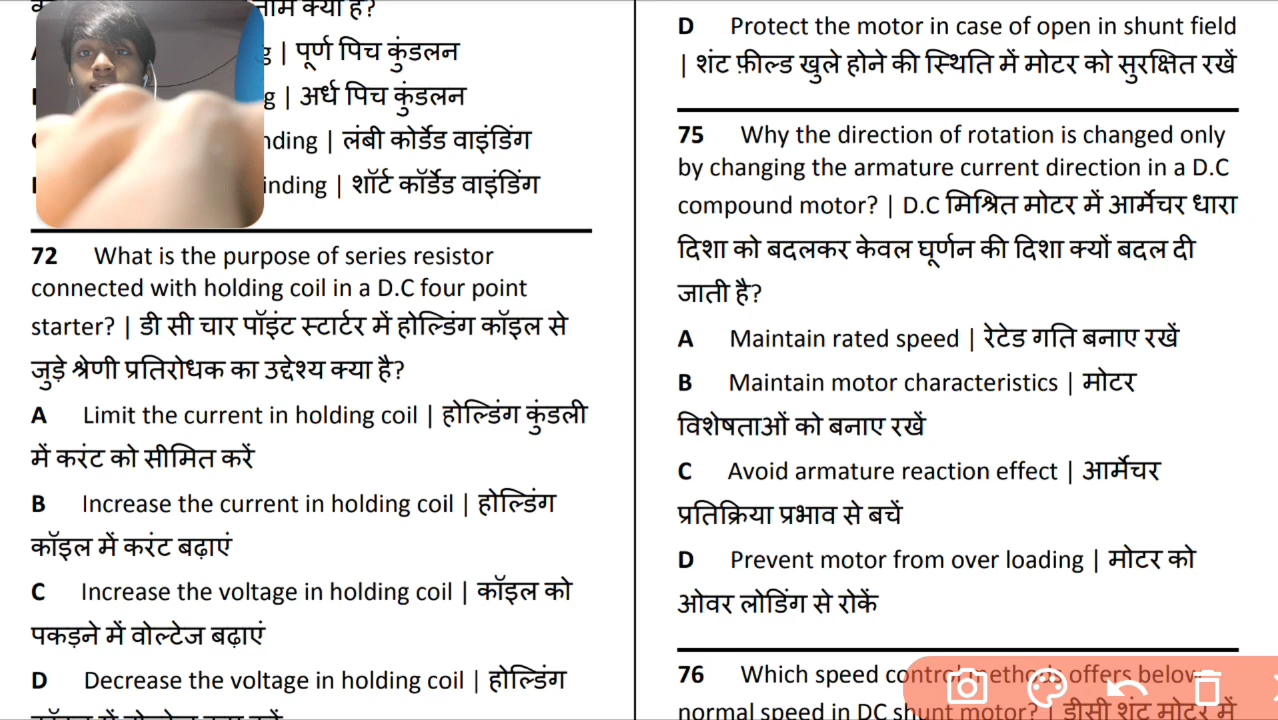 नाम क्या है?
| पूर्ण पिच कुंडलन
g | अर्ध पिच कुंडलन
nding | लंबी कोर्डेड वाइंडिंग
inding | शॉर्ट कॉर्डेड वाइंडिंग
72 What is the purpose of series resistor
connected with holding coil in a D.C four point
starter? | डी सी चार पॉइंट स्टार्टर में होल्डिंग कॉइल से
जुड़े श्रेणी प्रतिरोधक का उद्देश्य क्या है?
A Limit the current in holding coil | होल्डिंग कुंडली
में करंट को सीमित करें
B Increase the current in holding coil | होल्डिंग
कॉइल में करंट बढ़ाएं
C Increase the voltage in holding coil | कॉइल को
पकड़ने में वोल्टेज बढ़ाएं
D Decrease the voltage in holding coil | होल्डिंग
D Protect the motor in case of open in shunt field
| शंट फ़ील्ड खुले होने की स्थिति में मोटर को सुरक्षित रखें
75 Why the direction of rotation is changed only
by changing the armature current direction in a D.C
compound motor? | D.C मिश्रित मोटर में आर्मेचर धारा
दिशा को बदलकर केवल घूर्णन की दिशा क्यों बदल दी
जाती है?
A Maintain rated speed | रेटेड गति बनाए रखें
B Maintain motor characteristics | मोटर
विशेषताओं को बनाए रखें
C Avoid armature reaction effect | आर्मेचर
प्रतिक्रिया प्रभाव से बचें
D Prevent motor from over loading | मोटर को
ओवर लोडिंग से रोकें
76 Which speed control methods offers below
normal speed in DC shunt motor? | डीसी शंट मोटर में